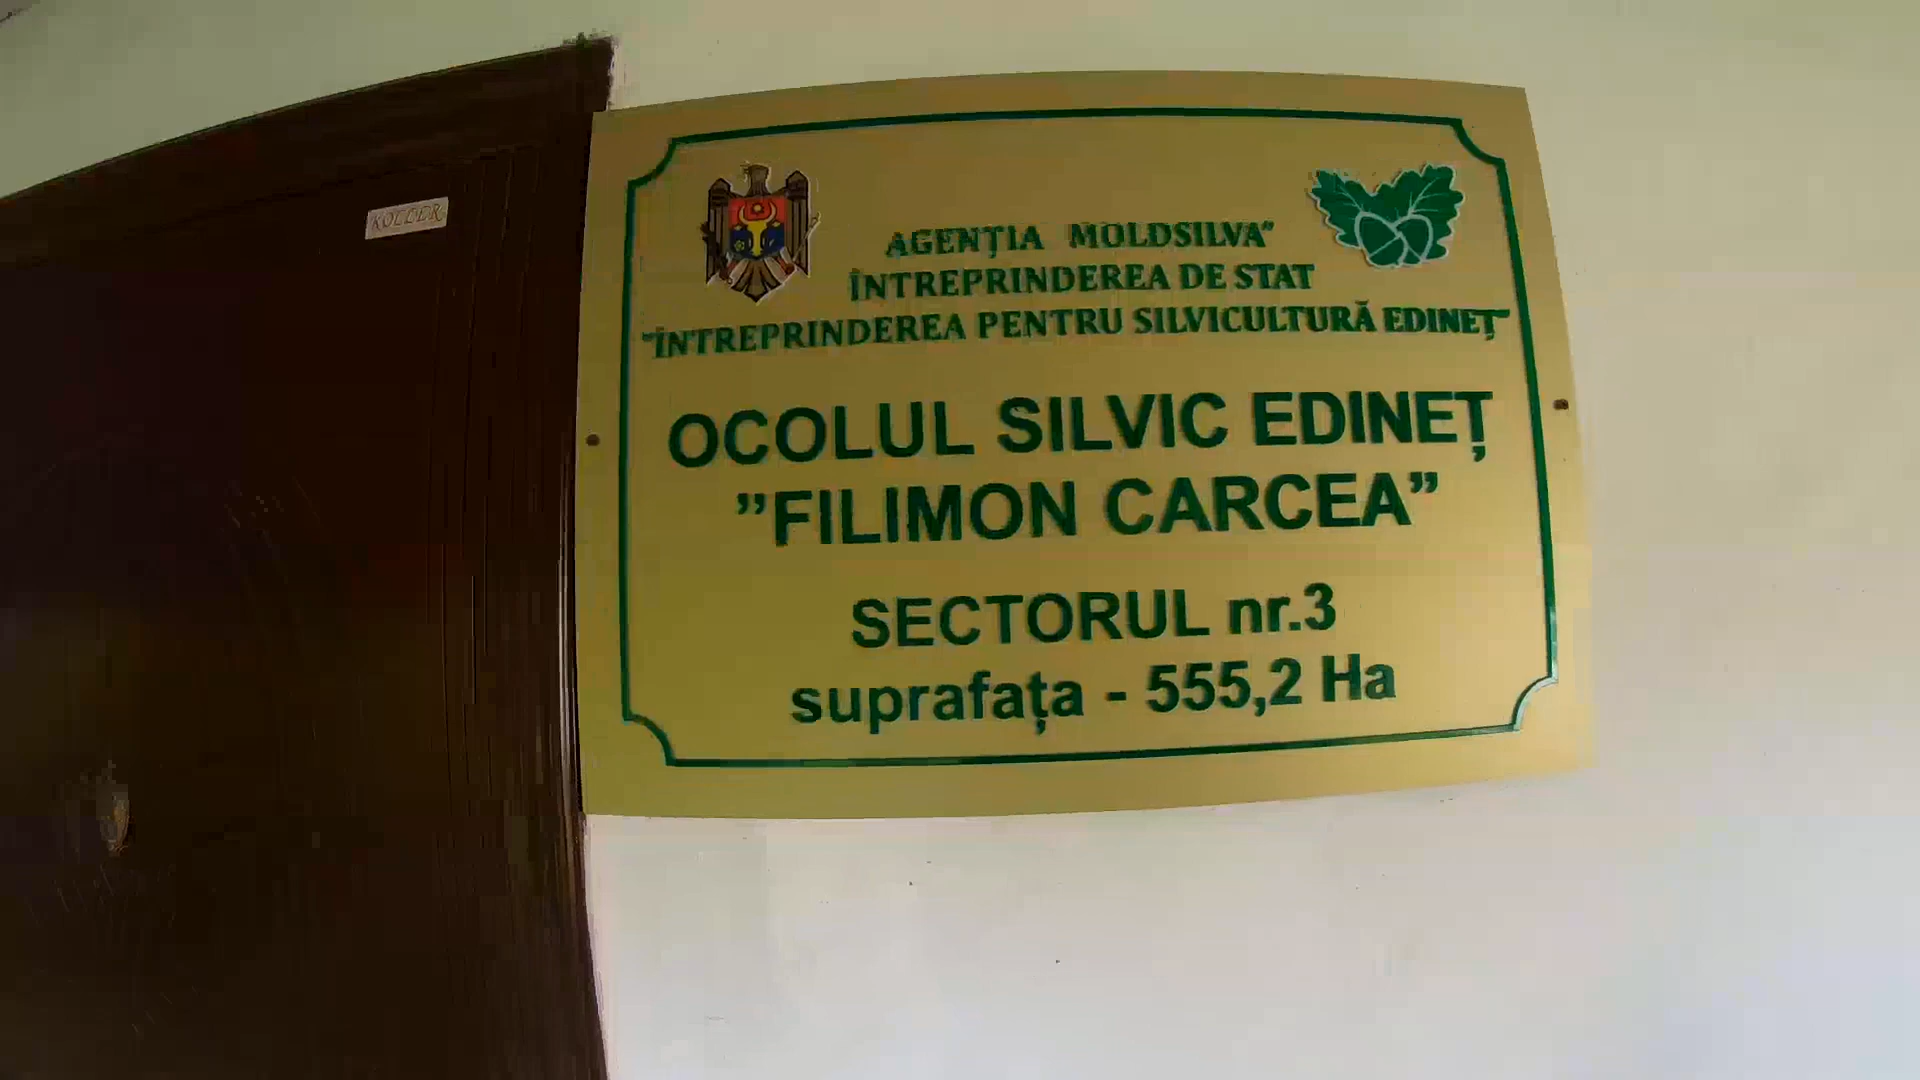 KOLLER
AGENȚIA MOLDSILVA"
ÎNTREPRINDEREA DE STAT
"ÎNTREPRINDEREA PENTRU SILVICULTURĂ EDINEȚ"
OCOLUL SILVIC EDINEȚ
”FILIMON CARCEA”
SECTORUL nr.3
suprafața - 555,2 Ha